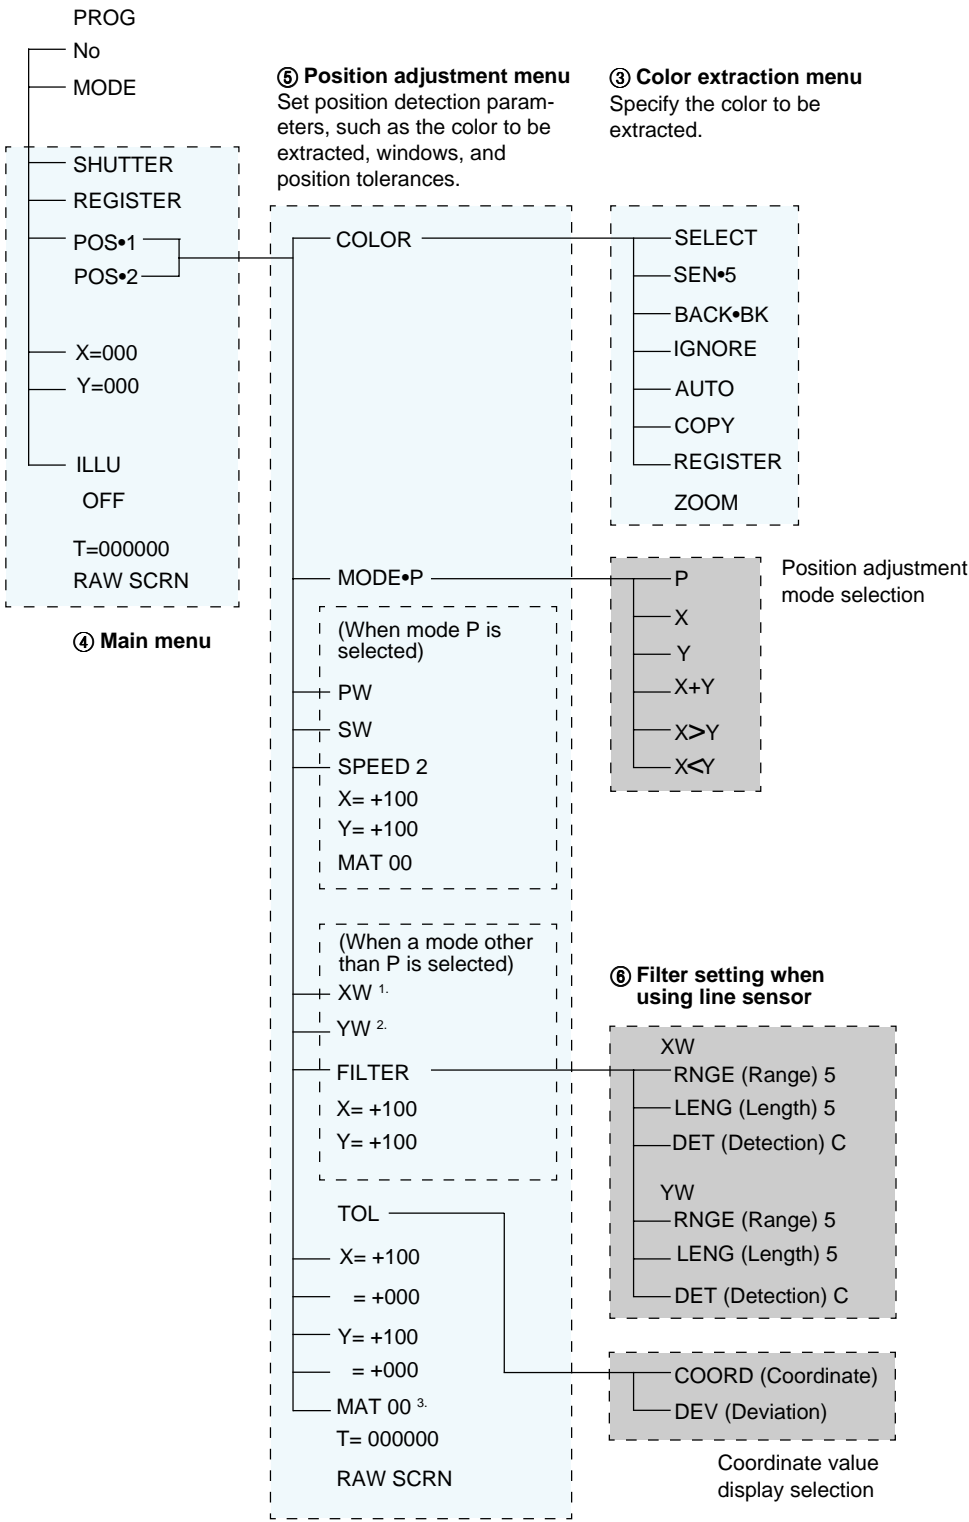 PROG
No
MODE
SHUTTER
REGISTER
POS•1
POS•2
X=000
Y=000
ILLU
OFF
T=000000
RAW SCRN
④ Main menu
⑤ Position adjustment menu
Set position detection param-
eters, such as the color to be
extracted, windows, and
position tolerances.
COLOR
MODE•P
(When mode P is
selected)
PW
SW
SPEED 2
X= +100
Y= +100
MAT 00
(When a mode other
than P is selected)
XW 1.
YW 2.
FILTER
X= +100
Y= +100
TOL
X= +100
= +000
Y= +100
= +000
MAT 00 3.
T= 000000
RAW SCRN
③ Color extraction menu
Specify the color to be
extracted.
SELECT
SEN•5
BACK•BK
IGNORE
AUTO
COPY
REGISTER
ZOOM
P
X
Y
X+Y
X>Y
X<Y
Position adjustment
mode selection
⑥ Filter setting when
using line sensor
XW
RNGE (Range) 5
LENG (Length) 5
DET (Detection) C
YW
RNGE (Range) 5
LENG (Length) 5
DET (Detection) C
COORD (Coordinate)
DEV (Deviation)
Coordinate value
display selection